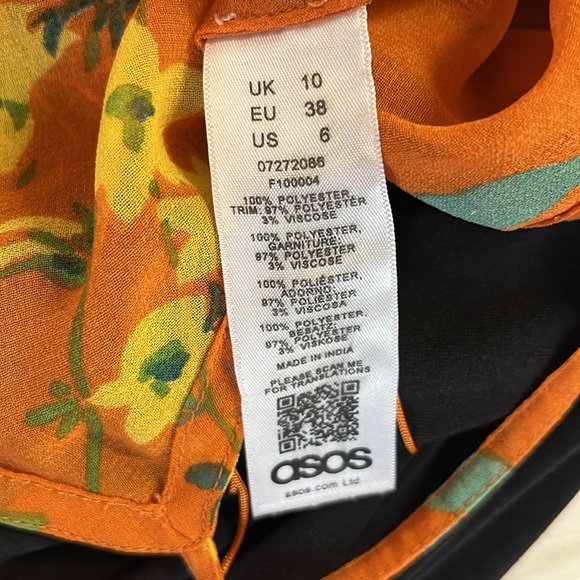 UK 10
EU 38
US 6
07272086
F100004
100% POLYESTER,
TRIM: 97% POLYESTER
3% VISCOSE
100% POLYESTER,
GARNITURE:
97% POLYESTER
3% VISCOSE
100% POLIÉSTER,
ADORNO:
97% POLIÉSTER
3% VISCOSA
100% POLYESTER,
BESATZ:
97% POLYESTER
3% VISKOSE
MADE IN INDIA
PLEASE SCAN ME
FOR TRANSLATIONS
asos
asos.com Ltd